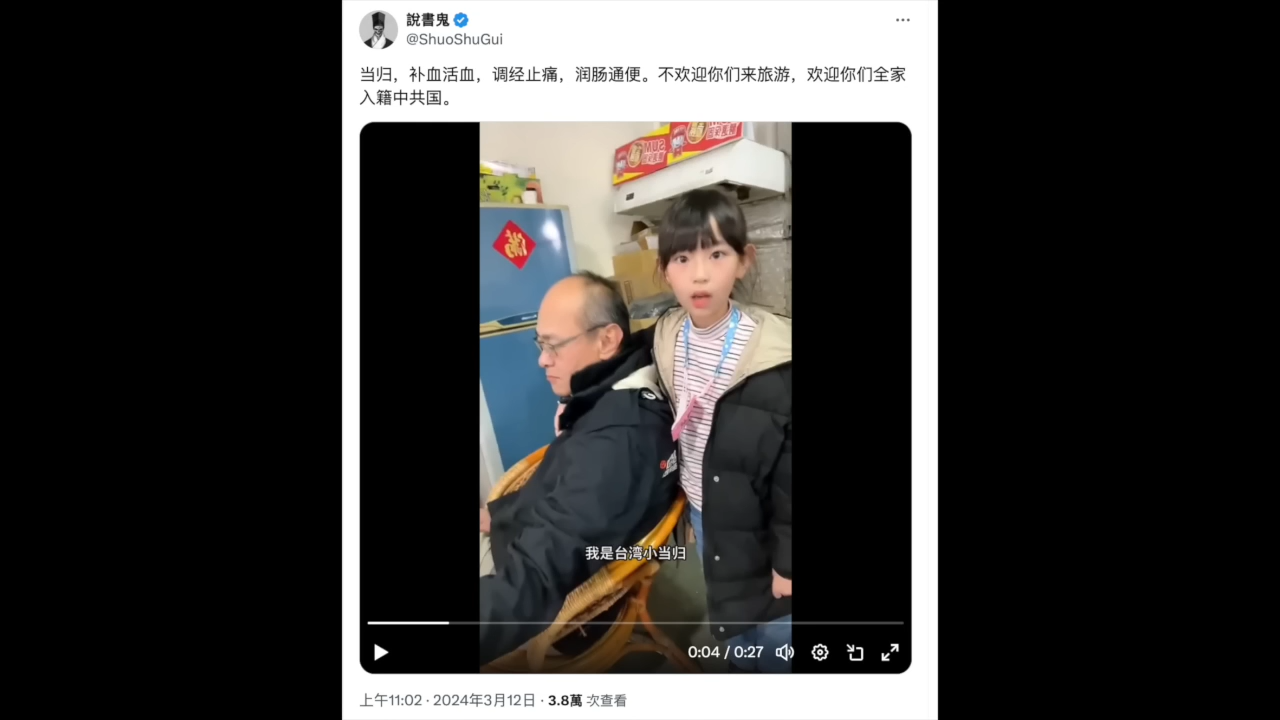 說書鬼
@ShuoShuGui
当归，补血活血，调经止痛，润肠通便。不欢迎你们来旅游，欢迎你们全家
入籍中共国。
我是台湾小当归
0:04 / 0:27
上午11:02 · 2024年3月12日 · 3.8萬 次查看